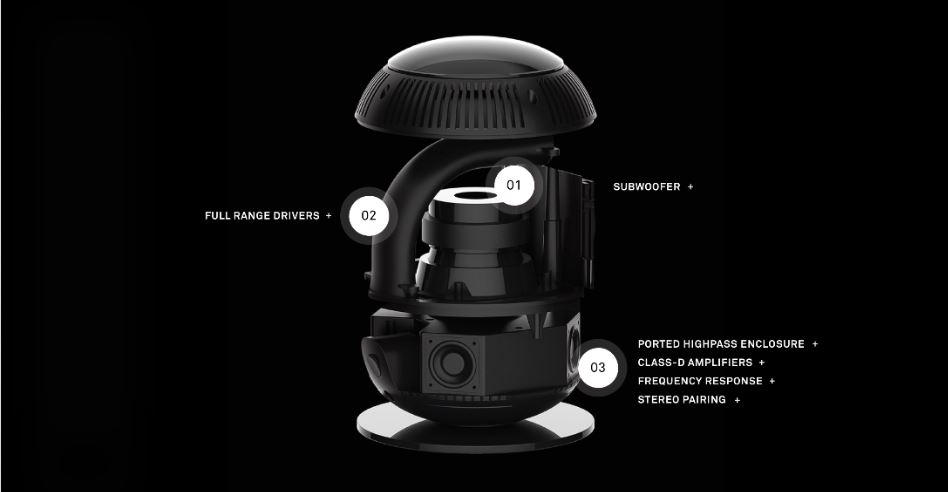 01
SUBWOOFER +
FULL RANGE DRIVERS +
02
PORTED HIGHPASS ENCLOSURE +
03
CLASS-D AMPLIFIERS +
FREQUENCY RESPONSE +
STEREO PAIRING +